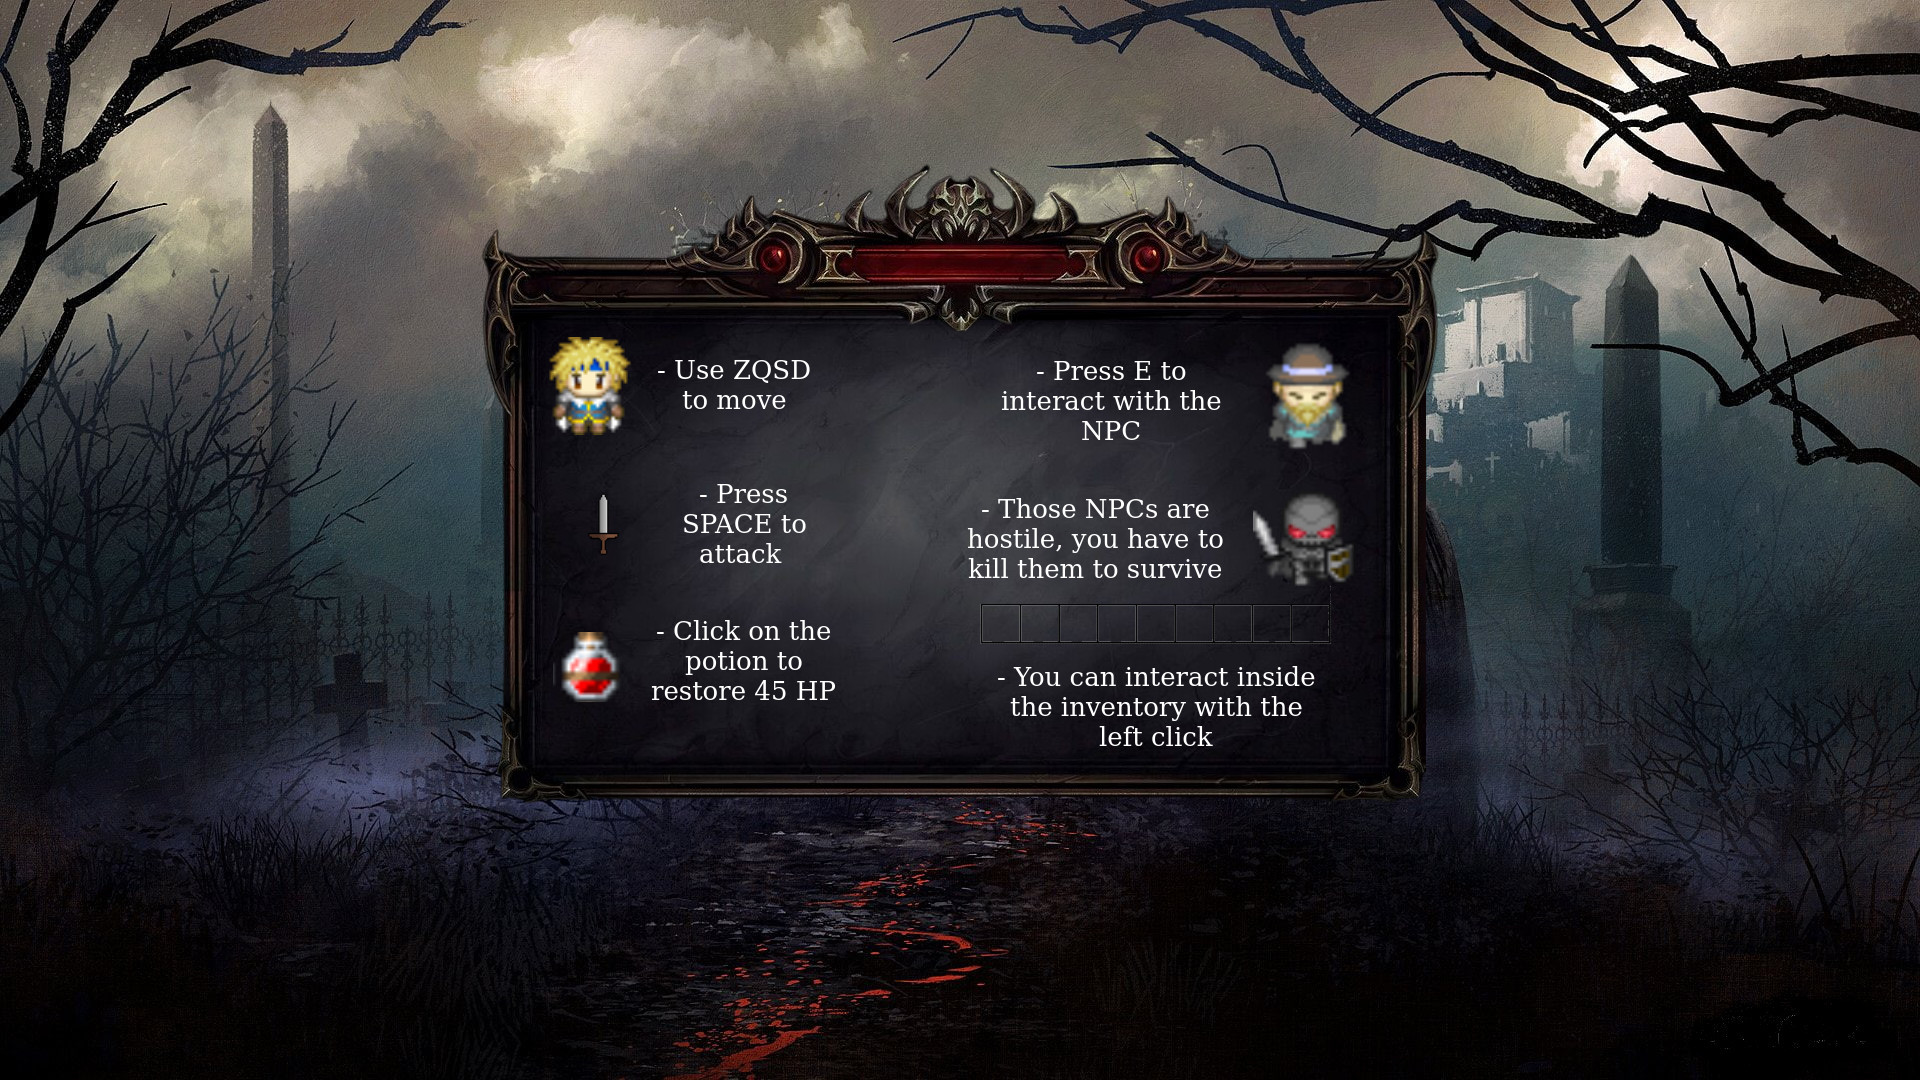 - Use ZQSD
to move
- Press
SPACE to
attack
- Click on the
potion to
restore 45 HP
- Press E to
interact with the
NPC
- Those NPCs are
hostile, you have to
kill them to survive
- You can interact inside
the inventory with the
left click